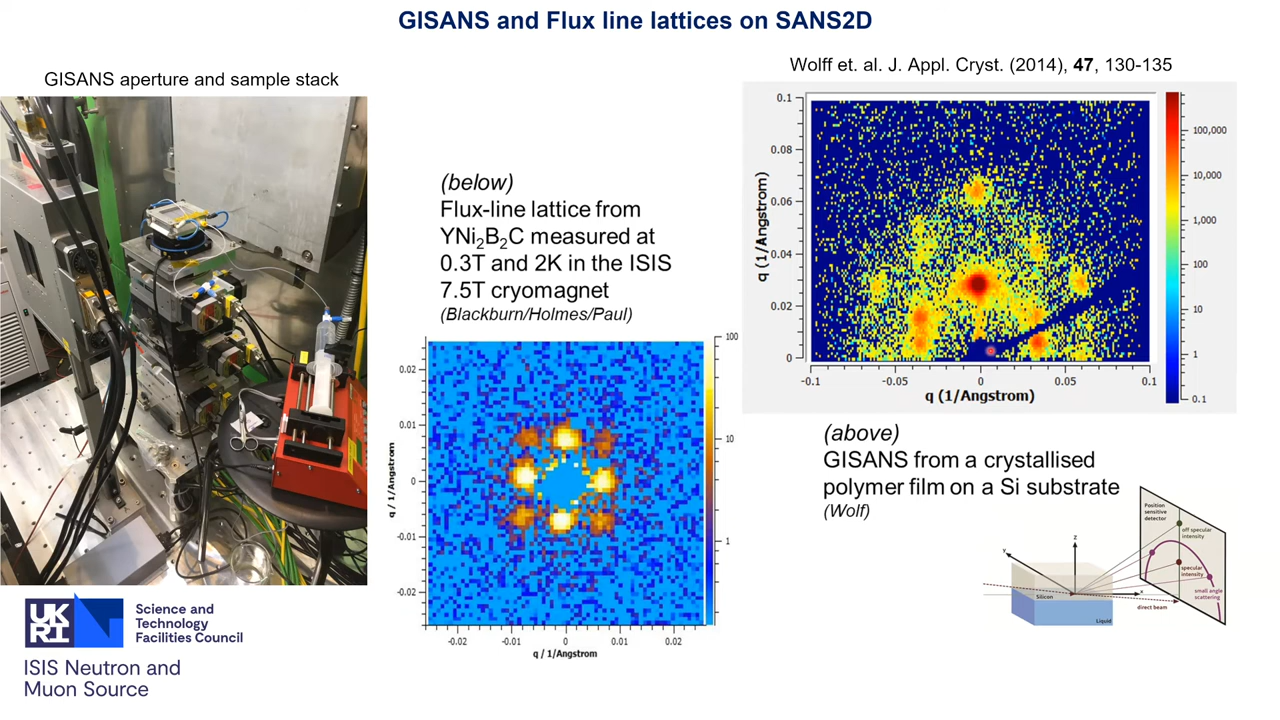 GISANS and Flux line lattices on SANS2D
GISANS aperture and sample stack
Wolff et. al. J. Appl. Cryst. (2014), 47, 130-135
(below)
Flux-line lattice from
YNi₂B₂C measured at
0.3T and 2K in the ISIS
7.5T cryomagnet
(Blackburn/Holmes/Paul)
q / 1/Angstrom
0.02
0.01
0
-0.01
-0.02
-0.02
-0.01
0
0.01
0.02
q / 1/Angstrom
100
10
1
q (1/Angstrom)
0.1
0.08
0.06
0.04
0.02
0
-0.1
-0.05
0
0.05
0.1
q (1/Angstrom)
100,000
10,000
1,000
100
10
1
0.1
(above)
GISANS from a crystallised
polymer film on a Si substrate
(Wolf)
Position
sensitive
detector
off specular
intensity
specular
intensity
small angle
scattering
y
z
x
direct beam
Silicon
Liquid
UK
RI
Science and
Technology
Facilities Council
ISIS Neutron and
Muon Source